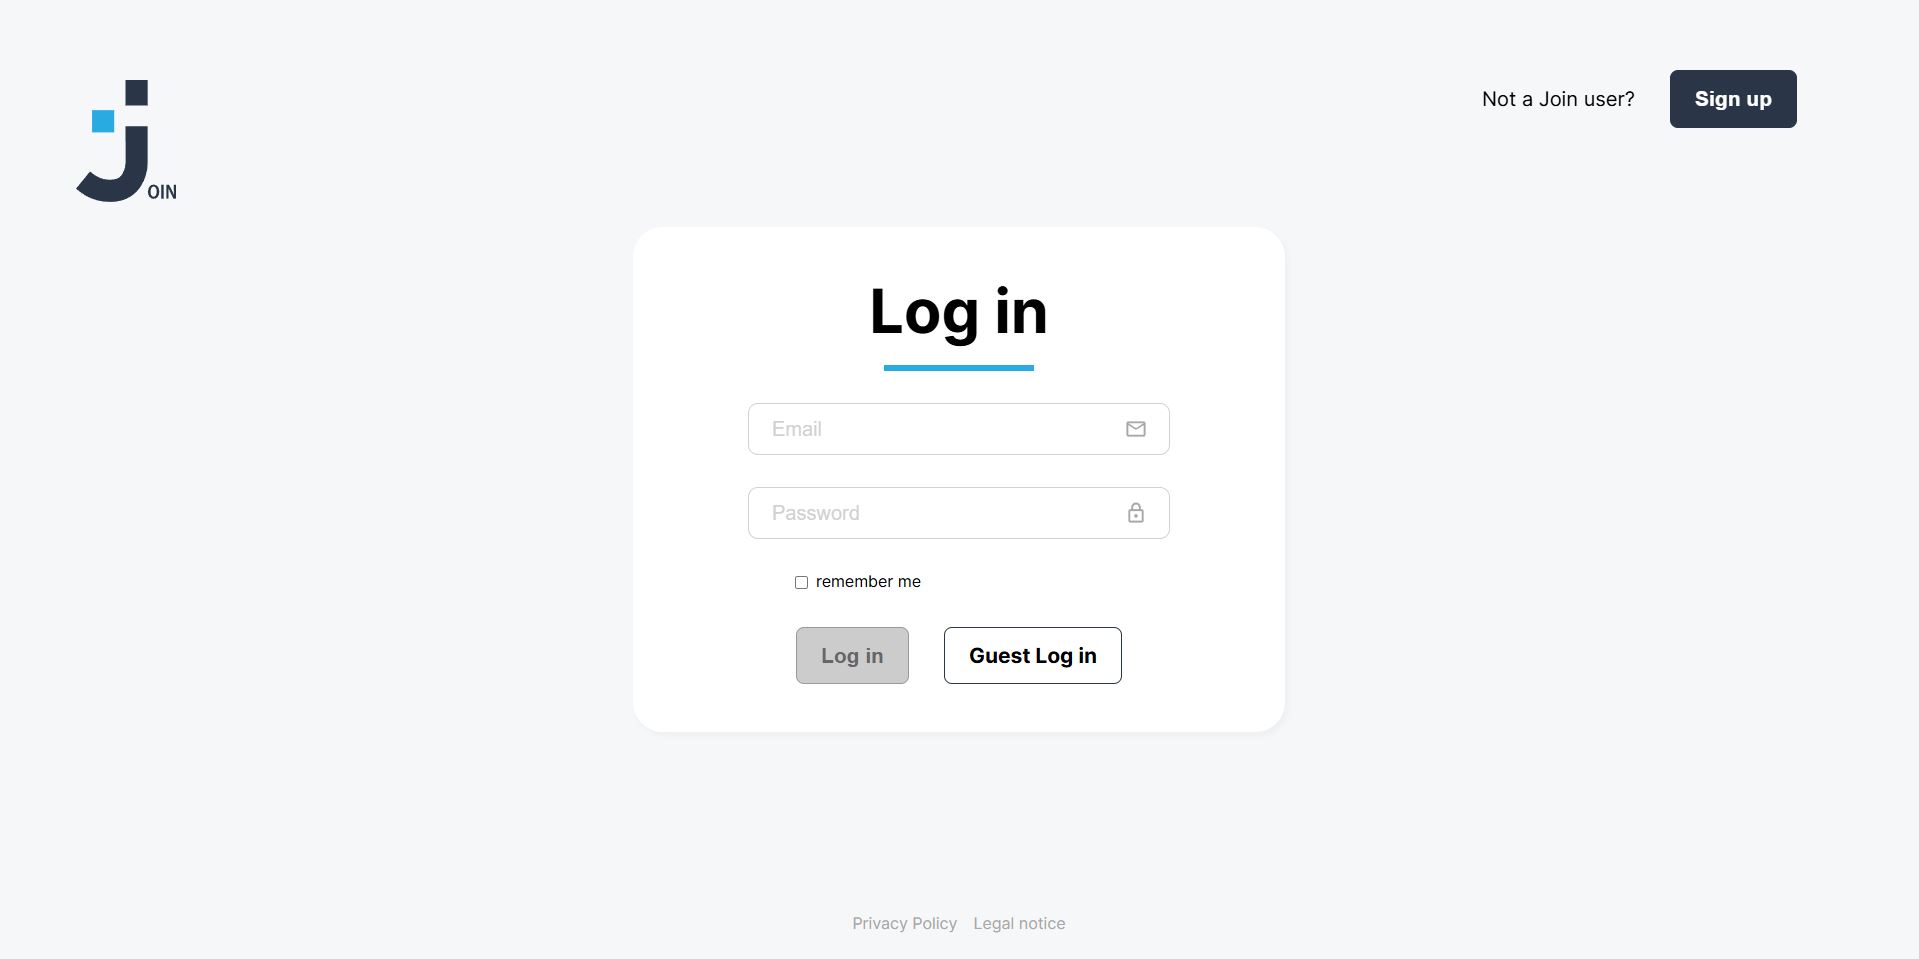 JOIN
Not a Join user?
Sign up
Log in
Email
Password
remember me
Log in
Guest Log in
Privacy Policy
Legal notice